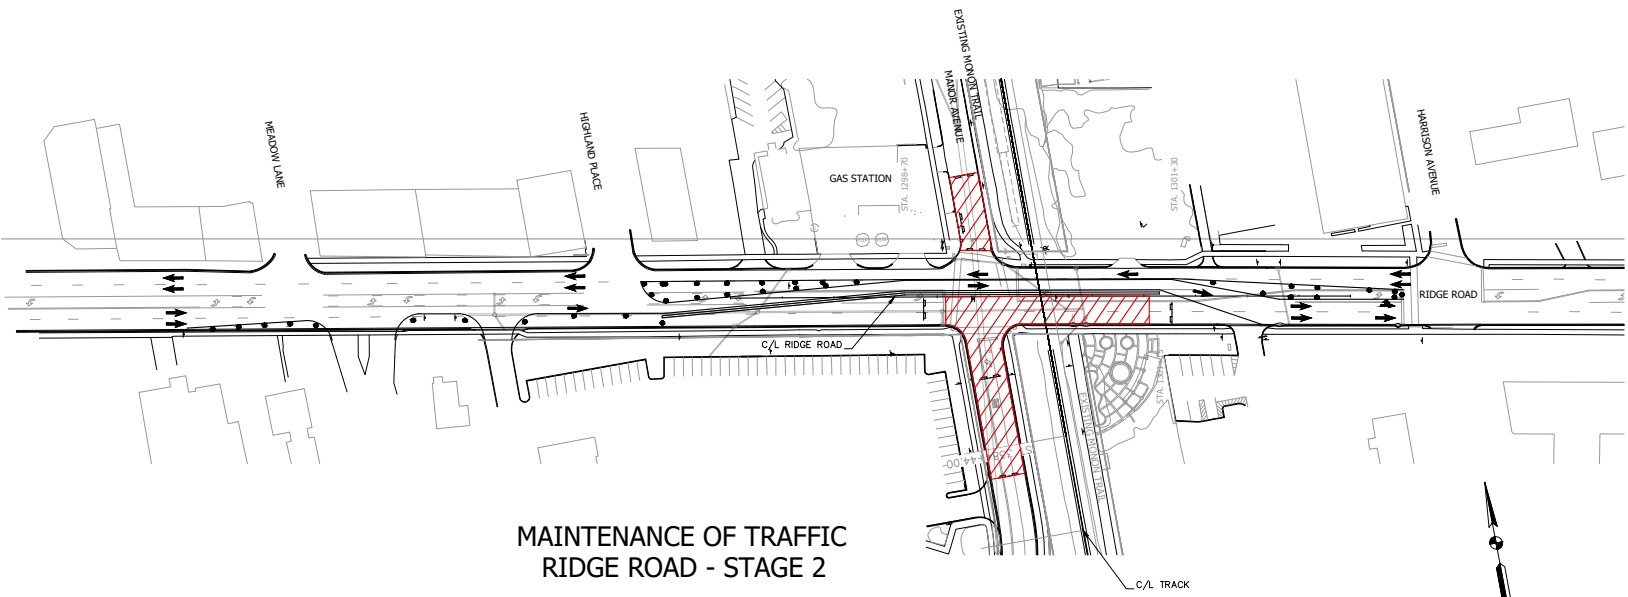 EXISTING MONON TRAIL
MANOR AVENUE
MEADOW LANE
HIGHLAND PLACE
HARRISON AVENUE
GAS STATION
STA. 1298+70
STA. 1301+30
RIDGE ROAD
C/L RIDGE ROAD
EXISTING MONON TRAIL
MAINTENANCE OF TRAFFIC
RIDGE ROAD - STAGE 2
C/L TRACK